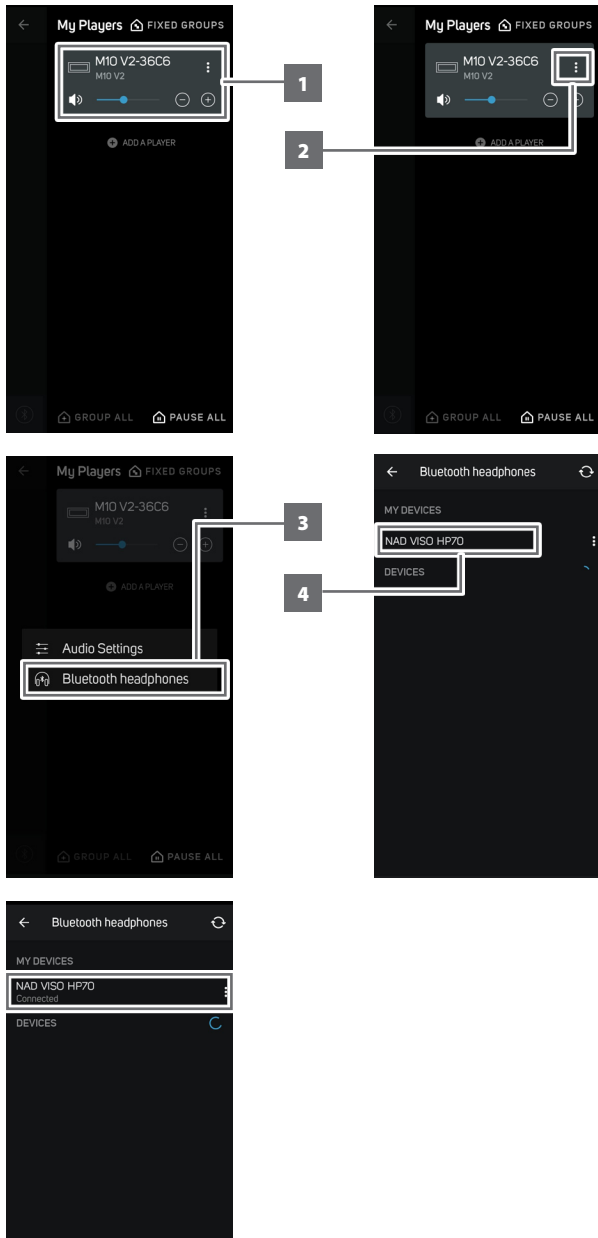 My Players FIXED GROUPS
M10 V2-36C6
M10 V2
ADD A PLAYER
GROUP ALL PAUSE ALL
1
My Players FIXED GROUPS
M10 V2-36C6
M10 V2
ADD A PLAYER
GROUP ALL PAUSE ALL
2
My Players FIXED GROUPS
M10 V2-36C6
M10 V2
ADD A PLAYER
Audio Settings
Bluetooth headphones
GROUP ALL PAUSE ALL
3
Bluetooth headphones
MY DEVICES
NAD VISO HP70
DEVICES
4
Bluetooth headphones
MY DEVICES
NAD VISO HP70
Connected
DEVICES